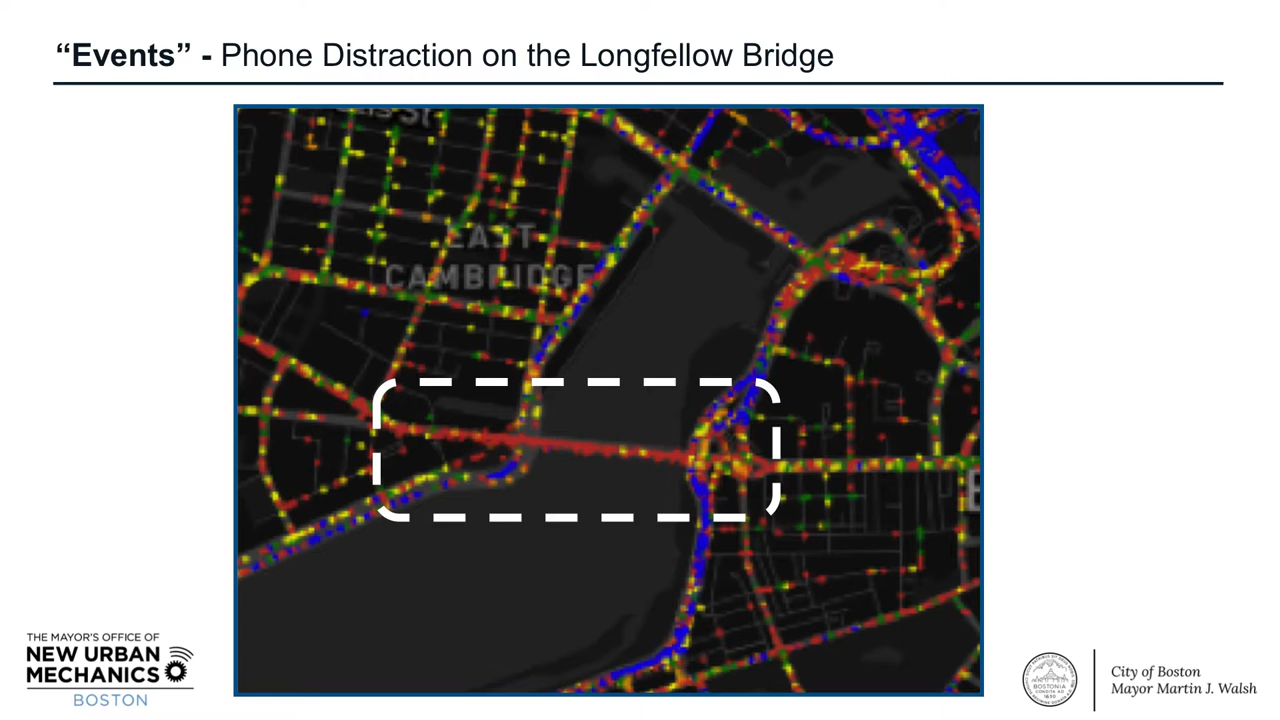 “Events” - Phone Distraction on the Longfellow Bridge
EAST
CAMBRIDGE
THE MAYOR'S OFFICE OF
NEW URBAN
MECHANICS
BOSTON
BOSTONIA
City of Boston
Mayor Martin J. Walsh